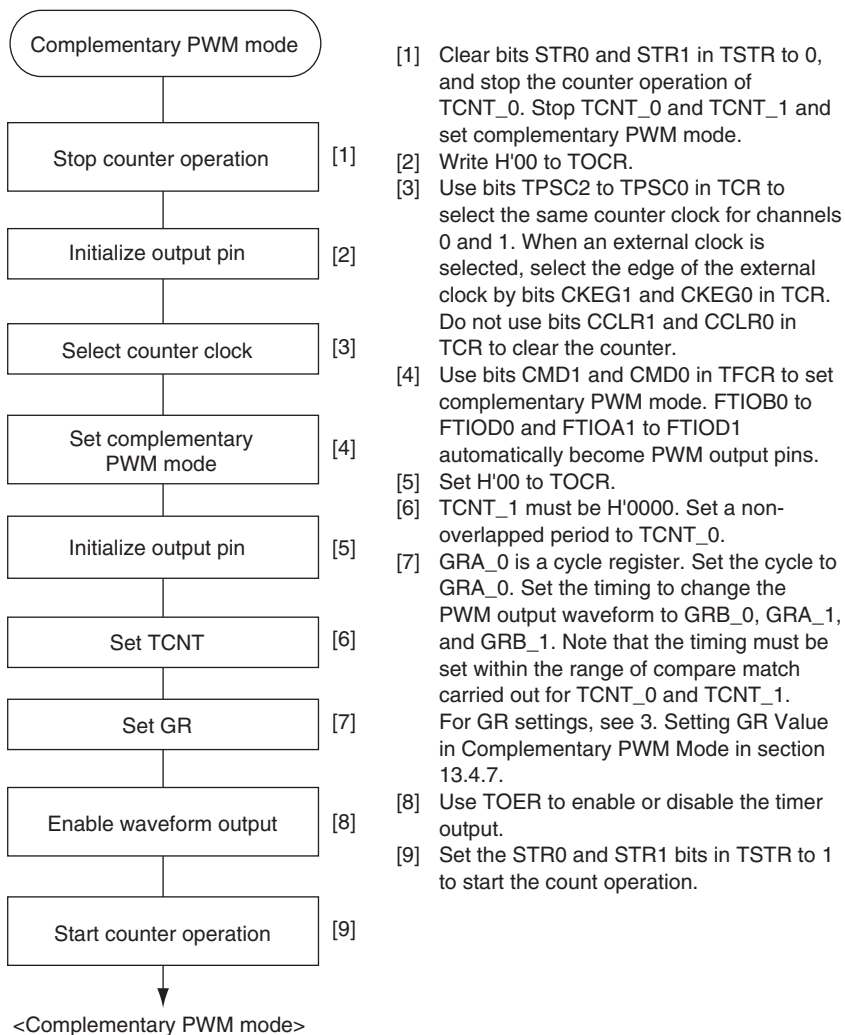 Complementary PWM mode
Stop counter operation
[1]
Initialize output pin
[2]
Select counter clock
[3]
Set complementary
PWM mode
[4]
Initialize output pin
[5]
Set TCNT
[6]
Set GR
[7]
Enable waveform output
[8]
Start counter operation
[9]
<Complementary PWM mode>
[1] Clear bits STR0 and STR1 in TSTR to 0,
and stop the counter operation of
TCNT_0. Stop TCNT_0 and TCNT_1 and
set complementary PWM mode.
[2] Write H'00 to TOCR.
[3] Use bits TPSC2 to TPSC0 in TCR to
select the same counter clock for channels
0 and 1. When an external clock is
selected, select the edge of the external
clock by bits CKEG1 and CKEG0 in TCR.
Do not use bits CCLR1 and CCLR0 in
TCR to clear the counter.
[4] Use bits CMD1 and CMD0 in TFCR to set
complementary PWM mode. FTIOB0 to
FTIOD0 and FTIOA1 to FTIOD1
automatically become PWM output pins.
[5] Set H'00 to TOCR.
[6] TCNT_1 must be H'0000. Set a non-
overlapped period to TCNT_0.
[7] GRA_0 is a cycle register. Set the cycle to
GRA_0. Set the timing to change the
PWM output waveform to GRB_0, GRA_1,
and GRB_1. Note that the timing must be
set within the range of compare match
carried out for TCNT_0 and TCNT_1.
For GR settings, see 3. Setting GR Value
in Complementary PWM Mode in section
13.4.7.
[8] Use TOER to enable or disable the timer
output.
[9] Set the STR0 and STR1 bits in TSTR to 1
to start the count operation.